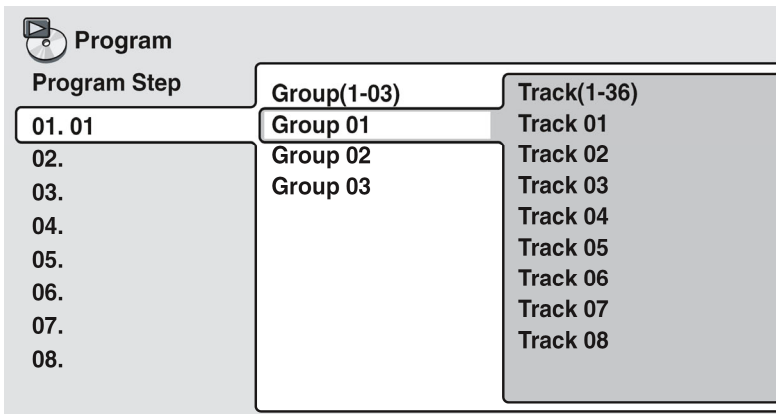 Program
Program Step
01. 01
02.
03.
04.
05.
06.
07.
08.
Group(1-03)
Group 01
Group 02
Group 03
Track(1-36)
Track 01
Track 02
Track 03
Track 04
Track 05
Track 06
Track 07
Track 08